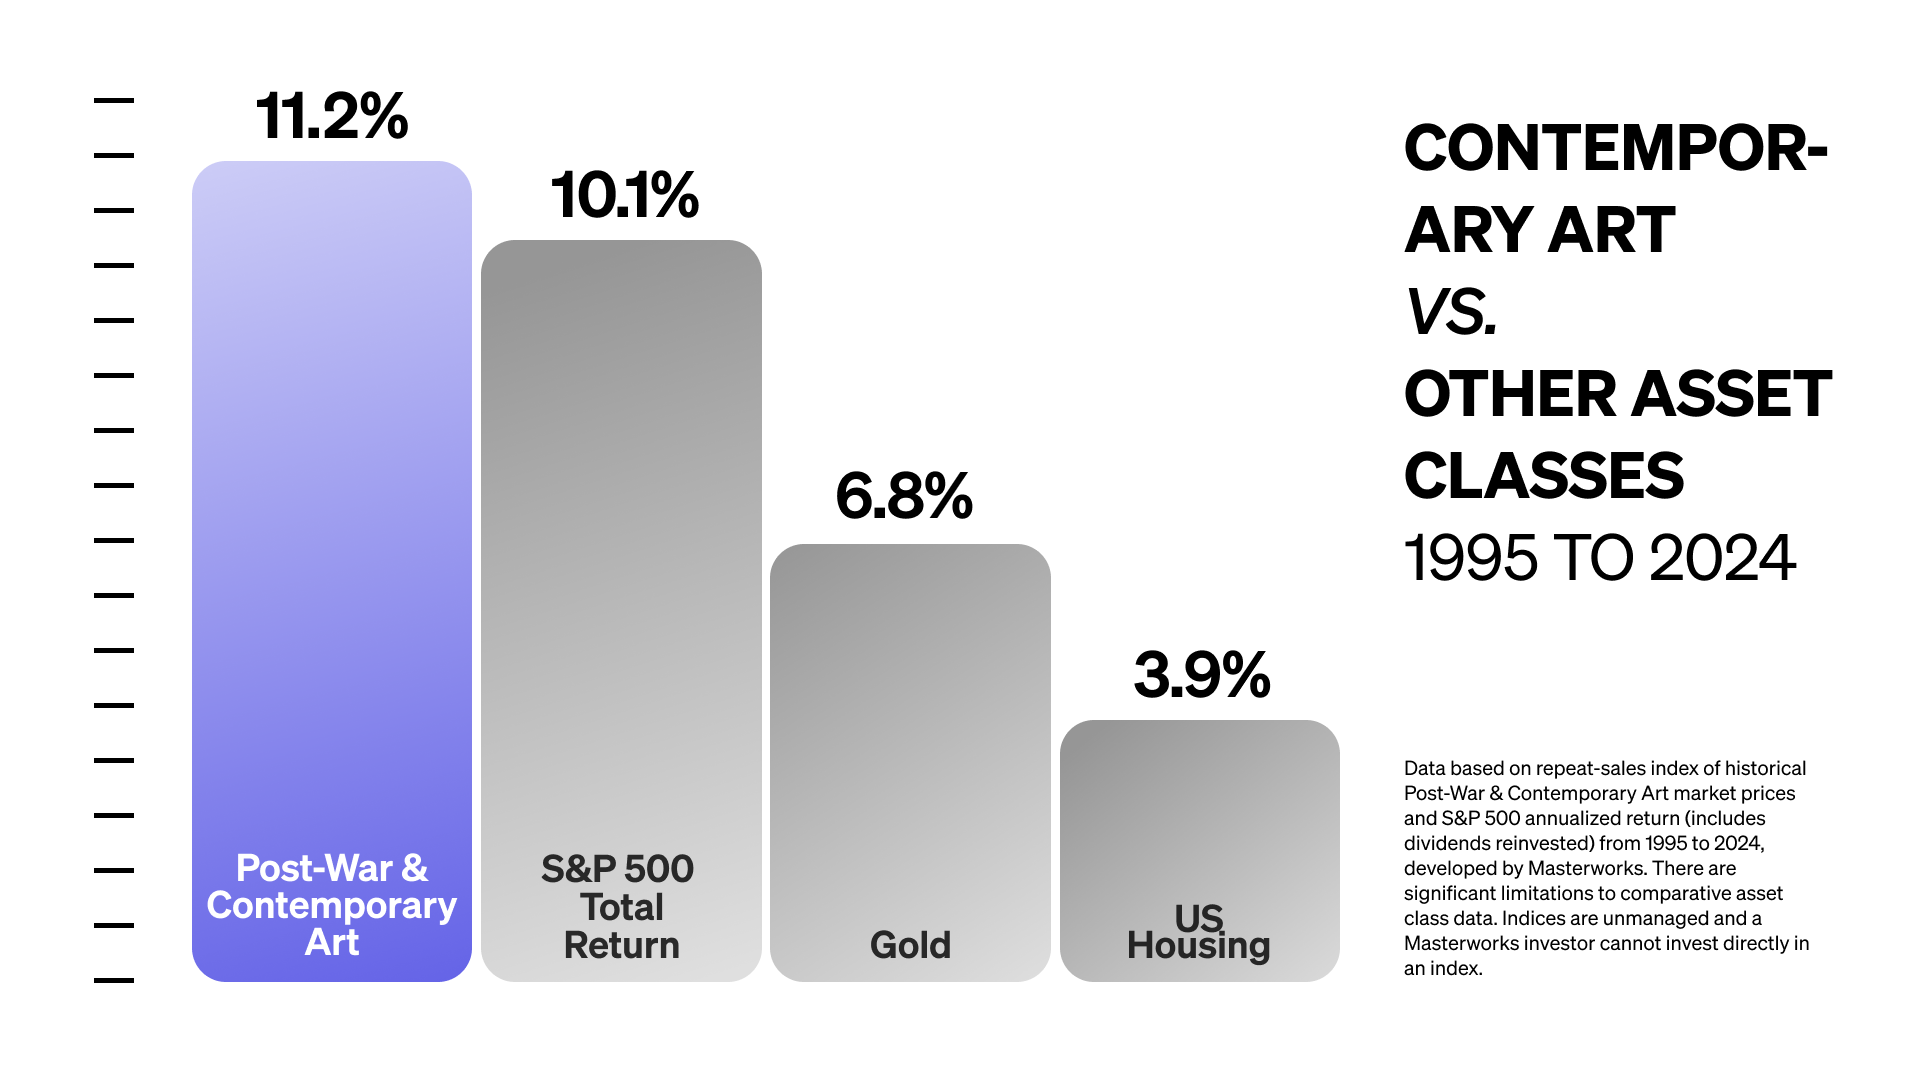 11.2%
10.1%
6.8%
3.9%
Post-War &
Contemporary
Art
S&P 500
Total
Return
Gold
US
Housing
CONTEMPOR-
ARY ART
VS.
OTHER ASSET
CLASSES
1995 TO 2024
Data based on repeat-sales index of historical
Post-War & Contemporary Art market prices
and S&P 500 annualized return (includes
dividends reinvested) from 1995 to 2024,
developed by Masterworks. There are
significant limitations to comparative asset
class data. Indices are unmanaged and a
Masterworks investor cannot invest directly in
an index.